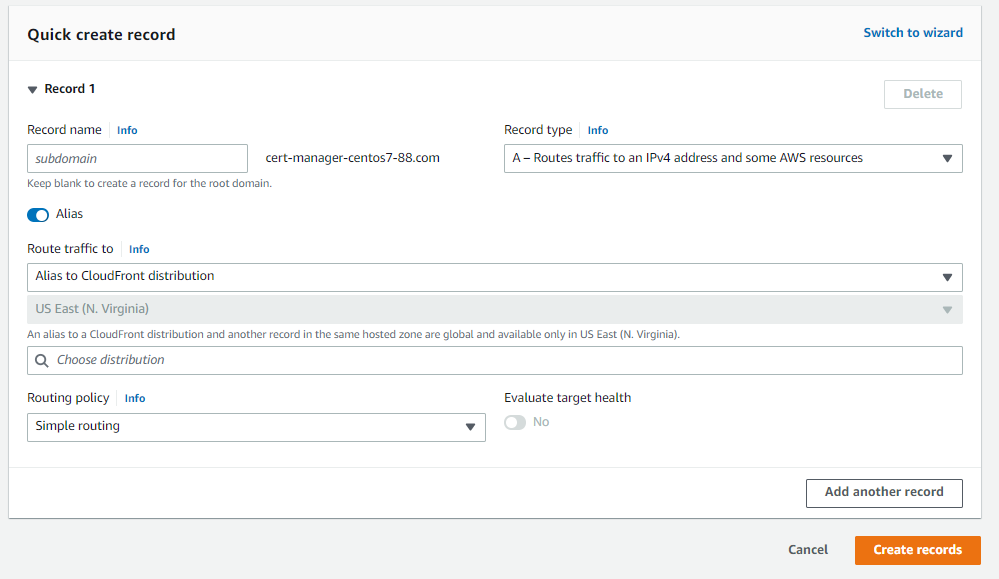 Quick create record
Switch to wizard
Record 1
Delete
Record name Info
Record type Info
subdomain
cert-manager-centos7-88.com
A – Routes traffic to an IPv4 address and some AWS resources
Keep blank to create a record for the root domain.
Alias
Route traffic to Info
Alias to CloudFront distribution
US East (N. Virginia)
An alias to a CloudFront distribution and another record in the same hosted zone are global and available only in US East (N. Virginia).
Choose distribution
Routing policy Info
Evaluate target health
Simple routing
No
Add another record
Cancel
Create records